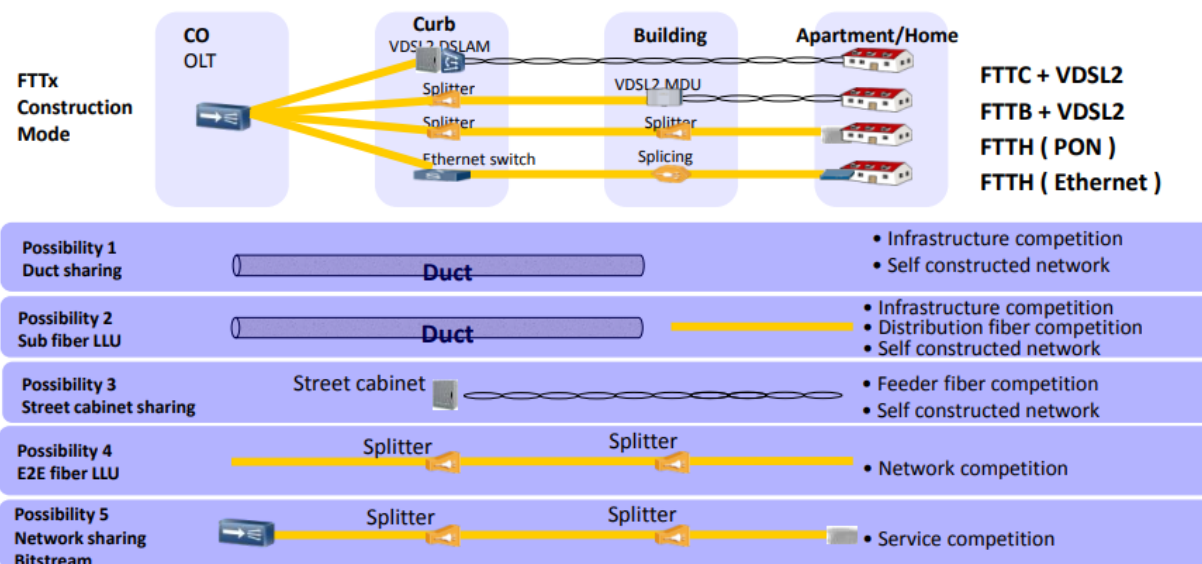 CO
OLT
Curb
VDSL2 DSLAM
Building
Apartment/Home
FTTx
Construction
Mode
Splitter
VDSL2 MDU
Splitter
Splitter
Ethernet switch
Splicing
FTTC + VDSL2
FTTB + VDSL2
FTTH ( PON )
FTTH ( Ethernet )
Possibility 1
Duct sharing
Duct
• Infrastructure competition
• Self constructed network
Possibility 2
Sub fiber LLU
Duct
• Infrastructure competition
• Distribution fiber competition
• Self constructed network
Possibility 3
Street cabinet sharing
Street cabinet
• Feeder fiber competition
• Self constructed network
Possibility 4
E2E fiber LLU
Splitter
Splitter
• Network competition
Possibility 5
Network sharing
Bitstream
Splitter
Splitter
• Service competition